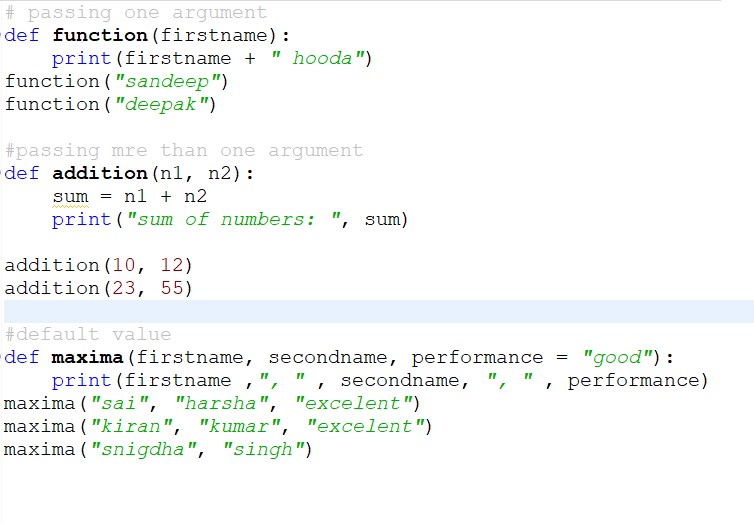 # passing one argument
def function(firstname):
    print(firstname + " hooda")
function("sandeep")
function("deepak")

#passing mre than one argument
def addition(n1, n2):
    sum = n1 + n2
    print("sum of numbers: ", sum)

addition(10, 12)
addition(23, 55)

#default value
def maxima(firstname, secondname, performance = "good"):
    print(firstname ,", " , secondname, ", " , performance)
maxima("sai", "harsha", "excelent")
maxima("kiran", "kumar", "excelent")
maxima("snigdha", "singh")